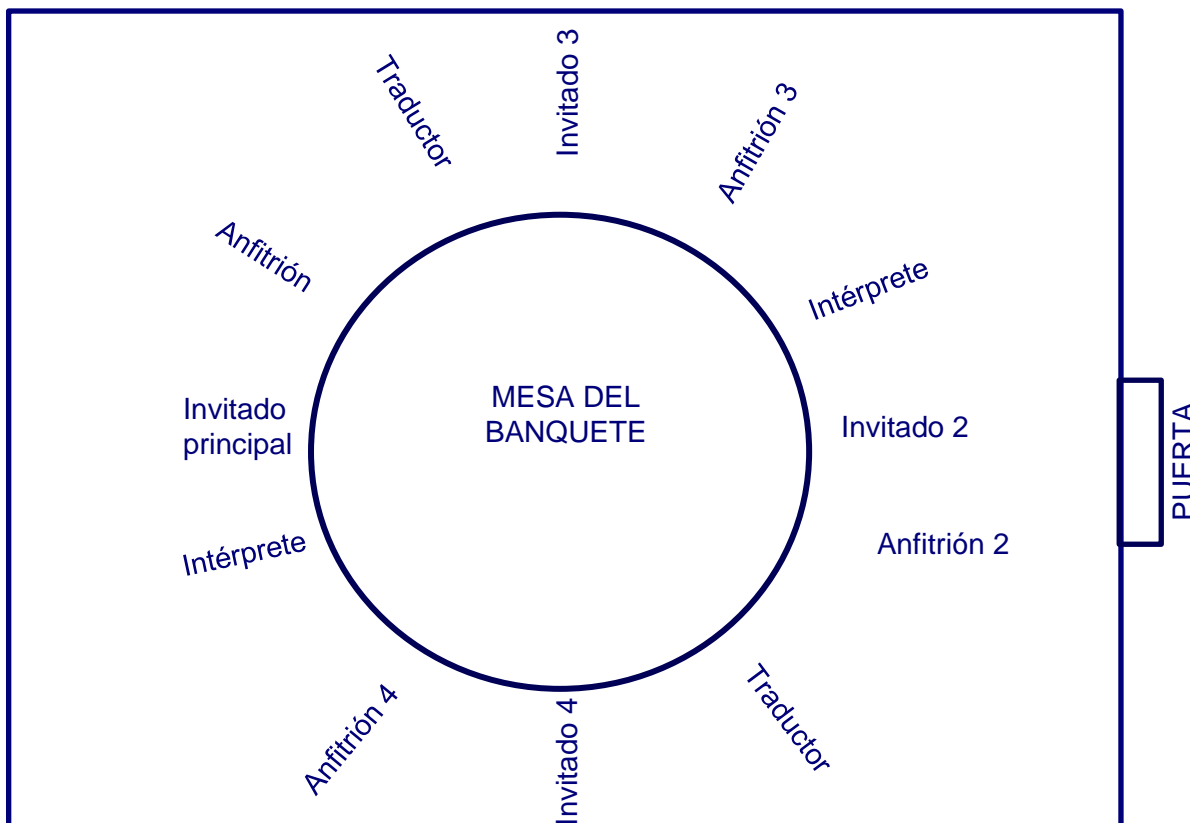 Invitado 3
Traductor
Anfitrión 3
Anfitrión
Intérprete
MESA DEL
BANQUETE
Invitado
principal
Invitado 2
PUERTA
Intérprete
Anfitrión 2
Anfitrión 4
Invitado 4
Traductor